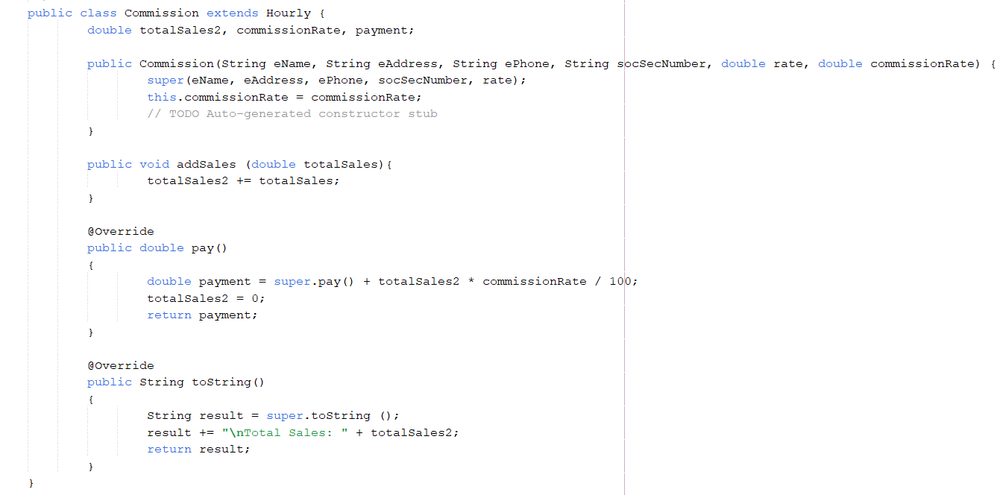 public class Commission extends Hourly {
double totalSales2, commissionRate, payment;
public Commission(String eName, String eAddress, String ePhone, String socSecNumber, double rate, double commissionRate) {
super(eName, eAddress, ePhone, socSecNumber, rate);
this.commissionRate = commissionRate;
// TODO Auto-generated constructor stub
}
public void addSales (double totalSales){
totalSales2 += totalSales;
}
@Override
public double pay()
{
double payment = super.pay() + totalSales2 * commissionRate / 100;
totalSales2 = 0;
return payment;
}
@Override
public String toString()
{
String result = super.toString ();
result += "\nTotal Sales: " + totalSales2;
return result;
}
}